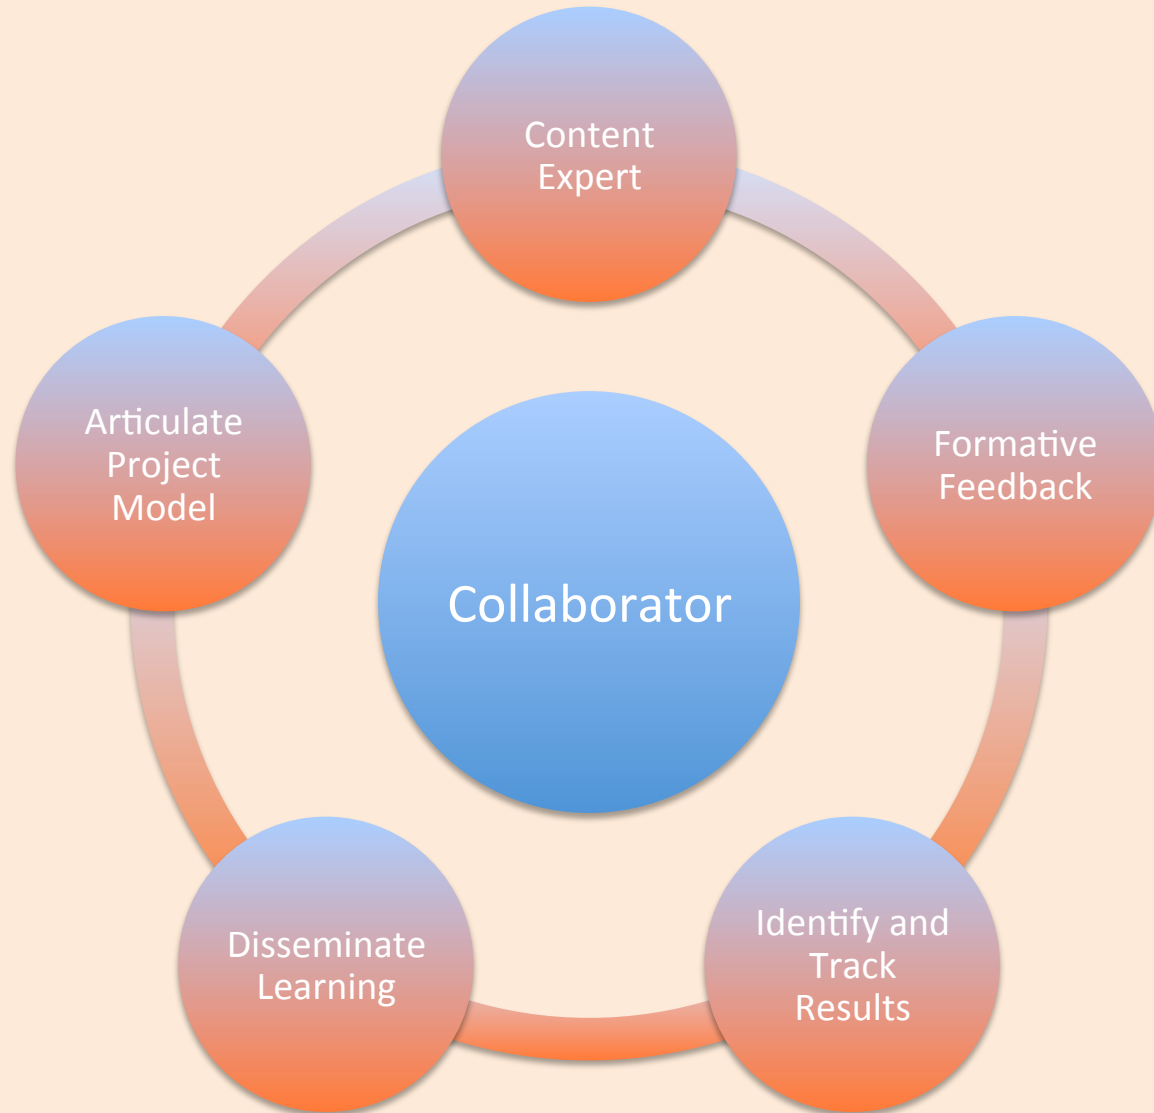 Content
Expert
Formative
Feedback
Identify and
Track
Results
Disseminate
Learning
Articulate
Project
Model
Collaborator